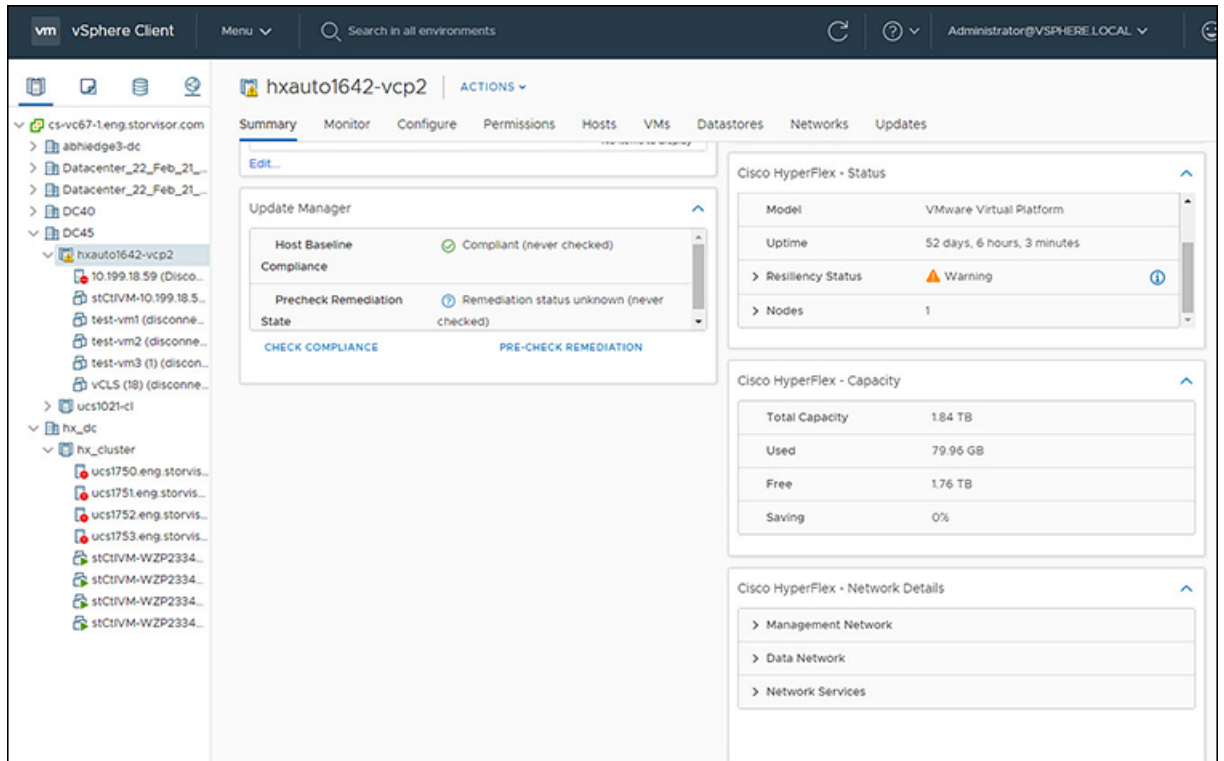 vm vSphere Client Menu Search in all environments Administrator@VSPHERE.LOCAL
cs-vc67-1.eng.storvisor.com
abhiedge3-dc
Datacenter_22_Feb_21_...
Datacenter_22_Feb_21_...
DC40
DC45
hxauto1642-vcp2
10.199.18.59 (Disco...
stCtlVM-10.199.18.5...
test-vm1 (disconne...
test-vm2 (disconne...
test-vm3 (1) (discon...
vCLS (18) (disconne...
ucs1021-cl
hx_dc
hx_cluster
ucs1750.eng.storvis...
ucs1751.eng.storvis...
ucs1752.eng.storvis...
ucs1753.eng.storvis...
stCtlVM-WZP2334...
stCtlVM-WZP2334...
stCtlVM-WZP2334...
stCtlVM-WZP2334...
hxauto1642-vcp2 ACTIONS
Summary Monitor Configure Permissions Hosts VMs Datastores Networks Updates
No items to display
Edit...
Update Manager
Host Baseline Compliant (never checked)
Compliance
Precheck Remediation Remediation status unknown (never
State checked)
CHECK COMPLIANCE PRE-CHECK REMEDIATION
Cisco HyperFlex - Status
Model VMware Virtual Platform
Uptime 52 days, 6 hours, 3 minutes
Resiliency Status Warning
Nodes 1
Cisco HyperFlex - Capacity
Total Capacity 1.84 TB
Used 79.96 GB
Free 1.76 TB
Saving 0%
Cisco HyperFlex - Network Details
Management Network
Data Network
Network Services